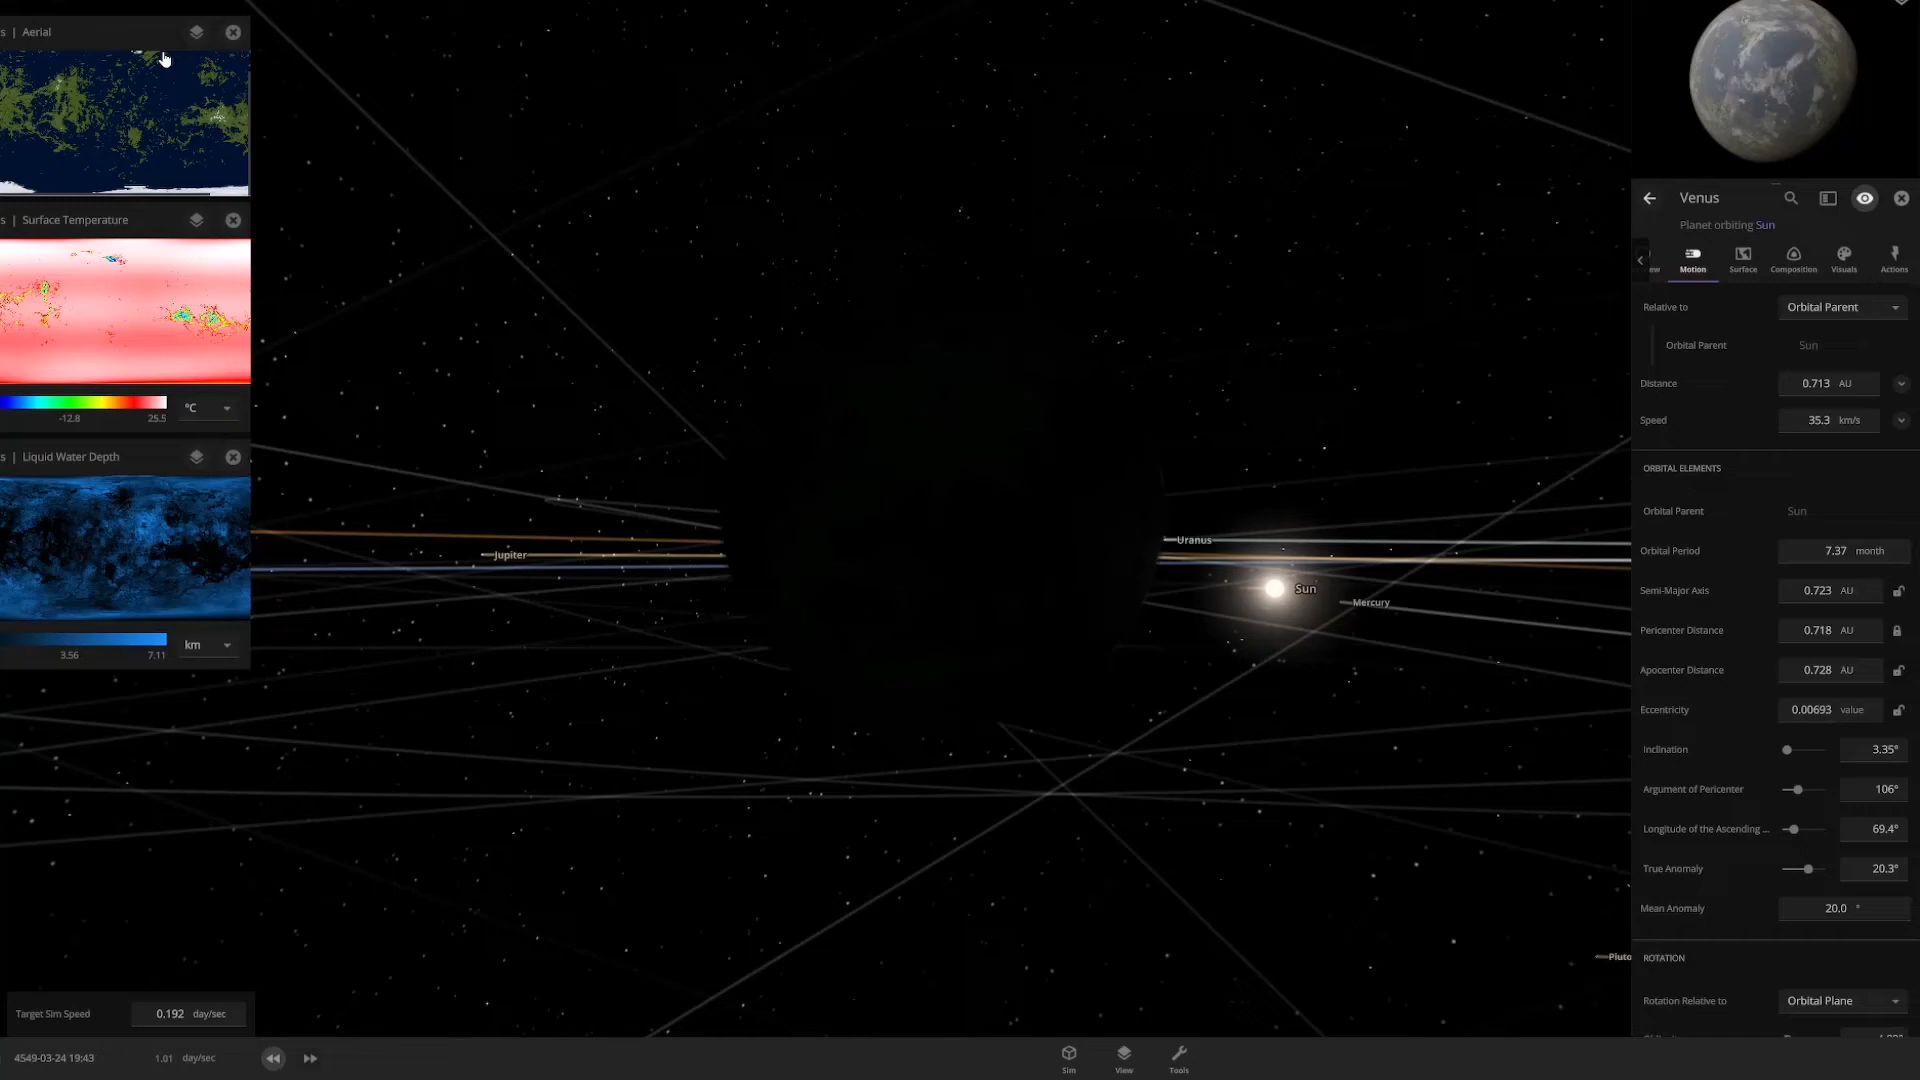 s | Aerial
s | Surface Temperature
-12.8 25.5 °C
s | Liquid Water Depth
3.56 7.11 km
Jupiter
Uranus
Sun
Mercury
Pluto
Target Sim Speed 0.192 day/sec
4549-03-24 19:43 1.01 day/sec
Sim View Tools
Venus
Planet orbiting Sun
ew Motion Surface Composition Visuals Actions
Relative to Orbital Parent
Orbital Parent Sun
Distance 0.713 AU
Speed 35.3 km/s
ORBITAL ELEMENTS
Orbital Parent Sun
Orbital Period 7.37 month
Semi-Major Axis 0.723 AU
Pericenter Distance 0.718 AU
Apocenter Distance 0.728 AU
Eccentricity 0.00693 value
Inclination 3.35°
Argument of Pericenter 106°
Longitude of the Ascending ... 69.4°
True Anomaly 20.3°
Mean Anomaly 20.0 °
ROTATION
Rotation Relative to Orbital Plane